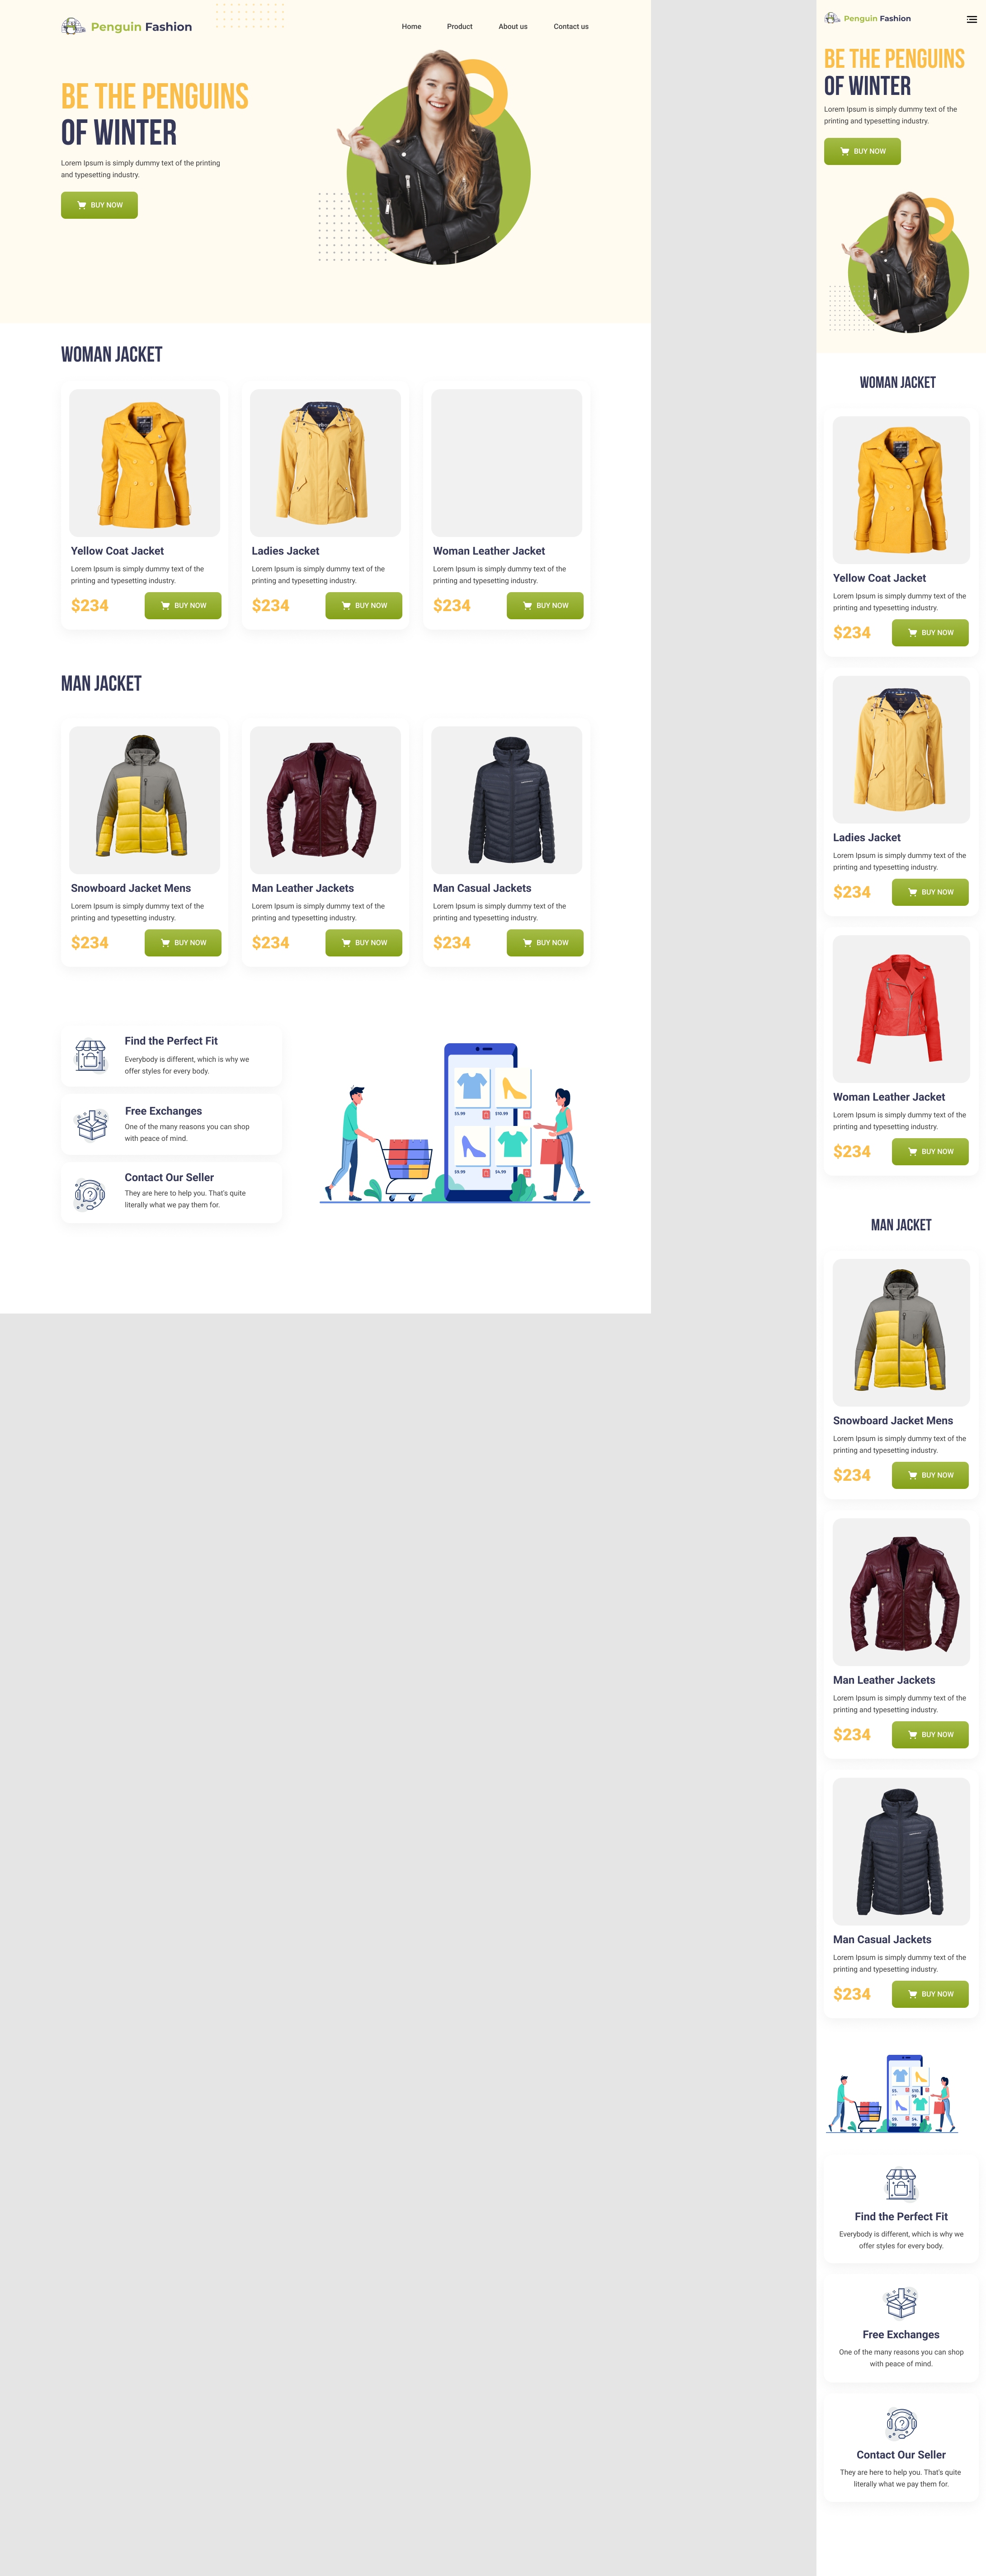 Penguin Fashion
Home Product About us Contact us
BE THE PENGUINS
OF WINTER
Lorem Ipsum is simply dummy text of the printing
and typesetting industry.
BUY NOW
WOMAN JACKET
Yellow Coat Jacket
Lorem Ipsum is simply dummy text of the
printing and typesetting industry.
$234 BUY NOW
Ladies Jacket
Lorem Ipsum is simply dummy text of the
printing and typesetting industry.
$234 BUY NOW
Woman Leather Jacket
Lorem Ipsum is simply dummy text of the
printing and typesetting industry.
$234 BUY NOW
MAN JACKET
Snowboard Jacket Mens
Lorem Ipsum is simply dummy text of the
printing and typesetting industry.
$234 BUY NOW
Man Leather Jackets
Lorem Ipsum is simply dummy text of the
printing and typesetting industry.
$234 BUY NOW
Man Casual Jackets
Lorem Ipsum is simply dummy text of the
printing and typesetting industry.
$234 BUY NOW
Find the Perfect Fit
Everybody is different, which is why we
offer styles for every body.
Free Exchanges
One of the many reasons you can shop
with peace of mind.
Contact Our Seller
They are here to help you. That's quite
literally what we pay them for.
$5.99 $10.99
$9.99 $4.99
Penguin Fashion
BE THE PENGUINS
OF WINTER
Lorem Ipsum is simply dummy text of the
printing and typesetting industry.
BUY NOW
WOMAN JACKET
Yellow Coat Jacket
Lorem Ipsum is simply dummy text of the
printing and typesetting industry.
$234 BUY NOW
Ladies Jacket
Lorem Ipsum is simply dummy text of the
printing and typesetting industry.
$234 BUY NOW
Woman Leather Jacket
Lorem Ipsum is simply dummy text of the
printing and typesetting industry.
$234 BUY NOW
MAN JACKET
Snowboard Jacket Mens
Lorem Ipsum is simply dummy text of the
printing and typesetting industry.
$234 BUY NOW
Man Leather Jackets
Lorem Ipsum is simply dummy text of the
printing and typesetting industry.
$234 BUY NOW
Man Casual Jackets
Lorem Ipsum is simply dummy text of the
printing and typesetting industry.
$234 BUY NOW
Find the Perfect Fit
Everybody is different, which is why we
offer styles for every body.
Free Exchanges
One of the many reasons you can shop
with peace of mind.
Contact Our Seller
They are here to help you. That's quite
literally what we pay them for.